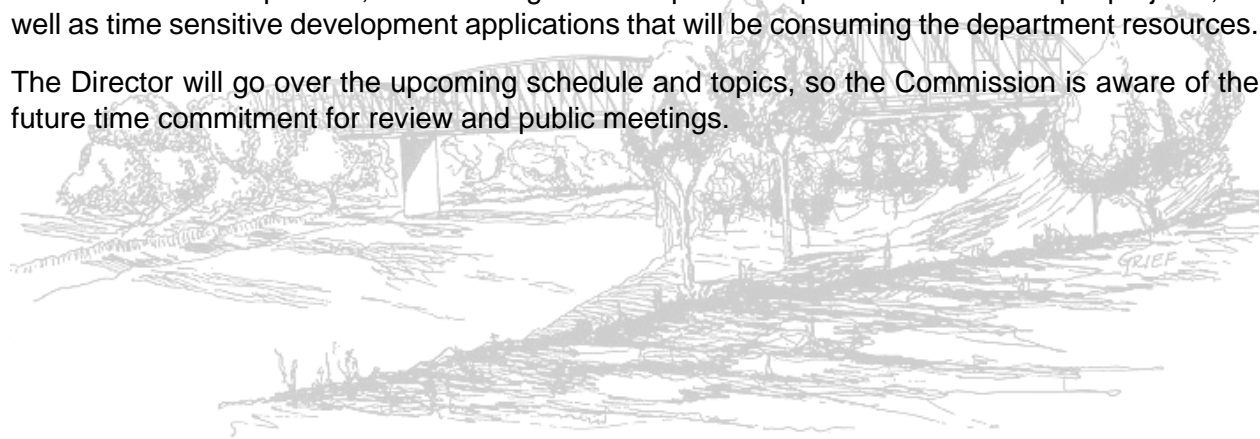 well as time sensitive development applications that will be consuming the department resources.
The Director will go over the upcoming schedule and topics, so the Commission is aware of the
future time commitment for review and public meetings.
GRIEF